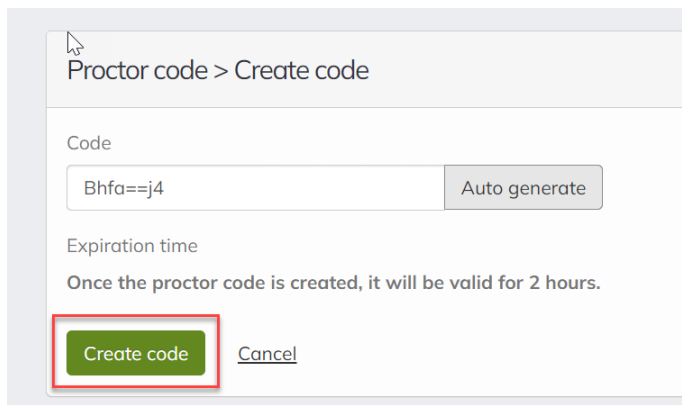 Proctor code > Create code
Code
Bhfa==j4 Auto generate
Expiration time
Once the proctor code is created, it will be valid for 2 hours.
Create code Cancel